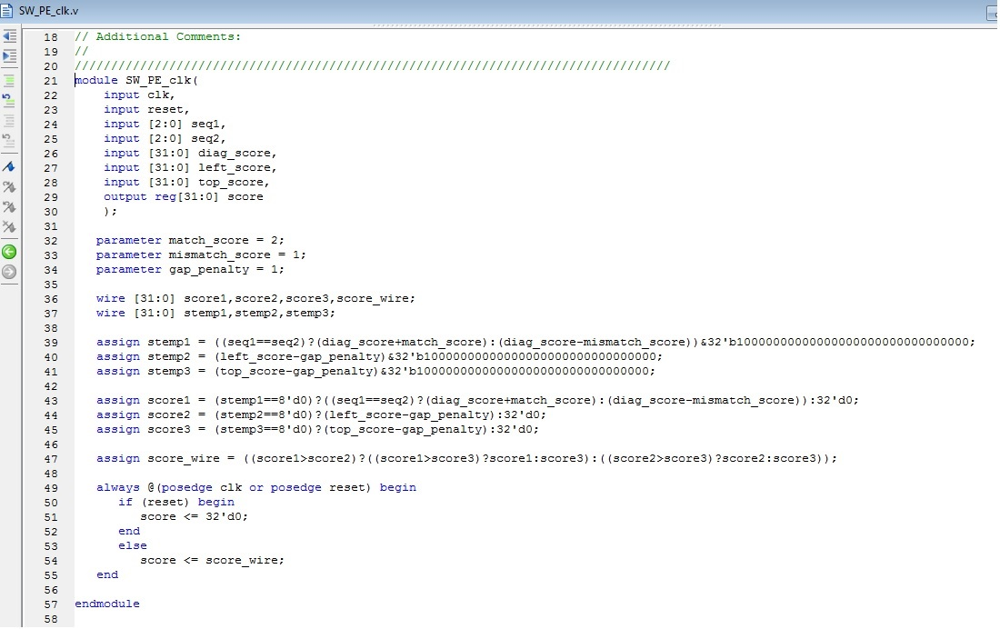 SW_PE_clk.v
18 // Additional Comments:
19 //
20 //////////////////////////////////////////////////////////////////////////////////
21 module SW_PE_clk(
22 input clk,
23 input reset,
24 input [2:0] seq1,
25 input [2:0] seq2,
26 input [31:0] diag_score,
27 input [31:0] left_score,
28 input [31:0] top_score,
29 output reg[31:0] score
30 );
31
32 parameter match_score = 2;
33 parameter mismatch_score = 1;
34 parameter gap_penalty = 1;
35
36 wire [31:0] score1,score2,score3,score_wire;
37 wire [31:0] stemp1,stemp2,stemp3;
38
39 assign stemp1 = ((seq1==seq2)?(diag_score+match_score):(diag_score-mismatch_score))&32'b10000000000000000000000000000000;
40 assign stemp2 = (left_score-gap_penalty)&32'b10000000000000000000000000000000;
41 assign stemp3 = (top_score-gap_penalty)&32'b10000000000000000000000000000000;
42
43 assign score1 = (stemp1==8'd0)?((seq1==seq2)?(diag_score+match_score):(diag_score-mismatch_score)):32'd0;
44 assign score2 = (stemp2==8'd0)?(left_score-gap_penalty):32'd0;
45 assign score3 = (stemp3==8'd0)?(top_score-gap_penalty):32'd0;
46
47 assign score_wire = ((score1>score2)?((score1>score3)?score1:score3):((score2>score3)?score2:score3));
48
49 always @(posedge clk or posedge reset) begin
50 if (reset) begin
51 score <= 32'd0;
52 end
53 else
54 score <= score_wire;
55 end
56
57 endmodule
58